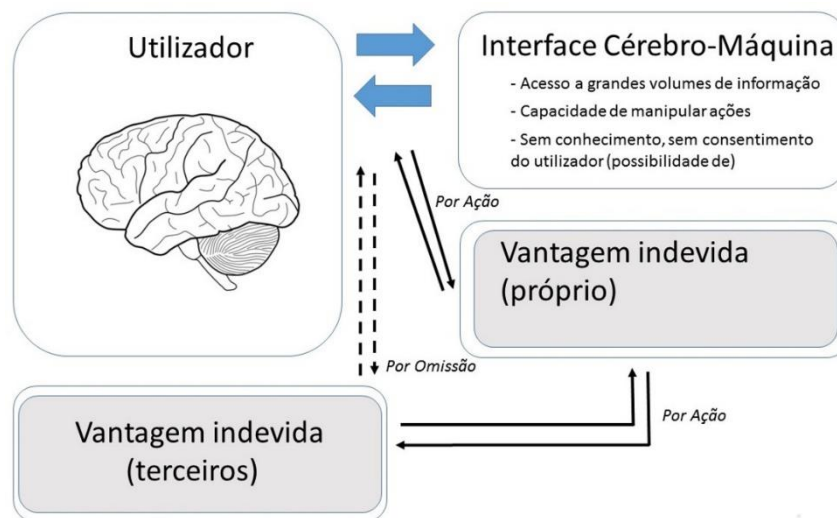 Utilizador
Interface Cérebro-Máquina
- Acesso a grandes volumes de informação
- Capacidade de manipular ações
- Sem conhecimento, sem consentimento
do utilizador (possibilidade de)
Por Ação
Vantagem indevida
(próprio)
Por Omissão
Vantagem indevida
(terceiros)
Por Ação